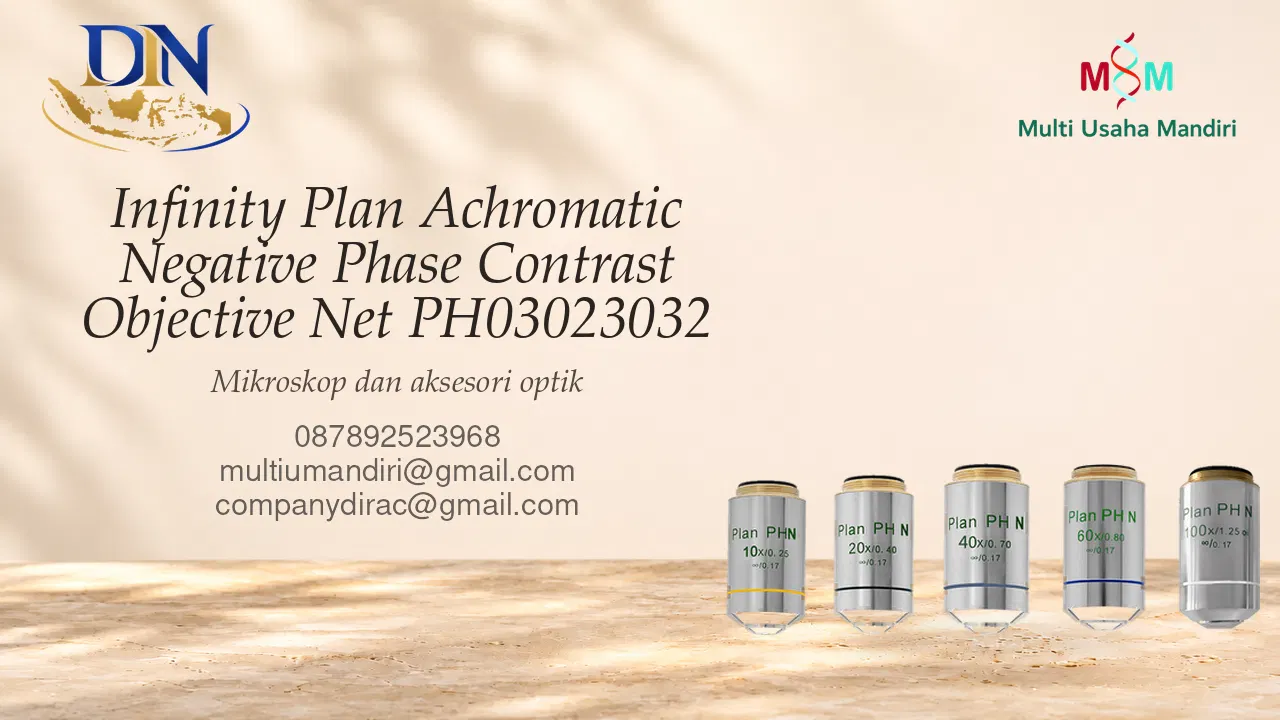 DIN
M M
Multi Usaha Mandiri
Infinity Plan Achromatic
Negative Phase Contrast
Objective Net PH03023032
Mikroskop dan aksesori optik
087892523968
multiumandiri@gmail.com
companydirac@gmail.com
Plan PHN
10X/0.25
∞/0.17
Plan PH N
20X/0.40
∞/0.17
Plan PH N
40X/0.70
∞/0.17
Plan PH N
60X/0.80
∞/0.17
Plan PH N
100X/1.25 oi
∞/0.17